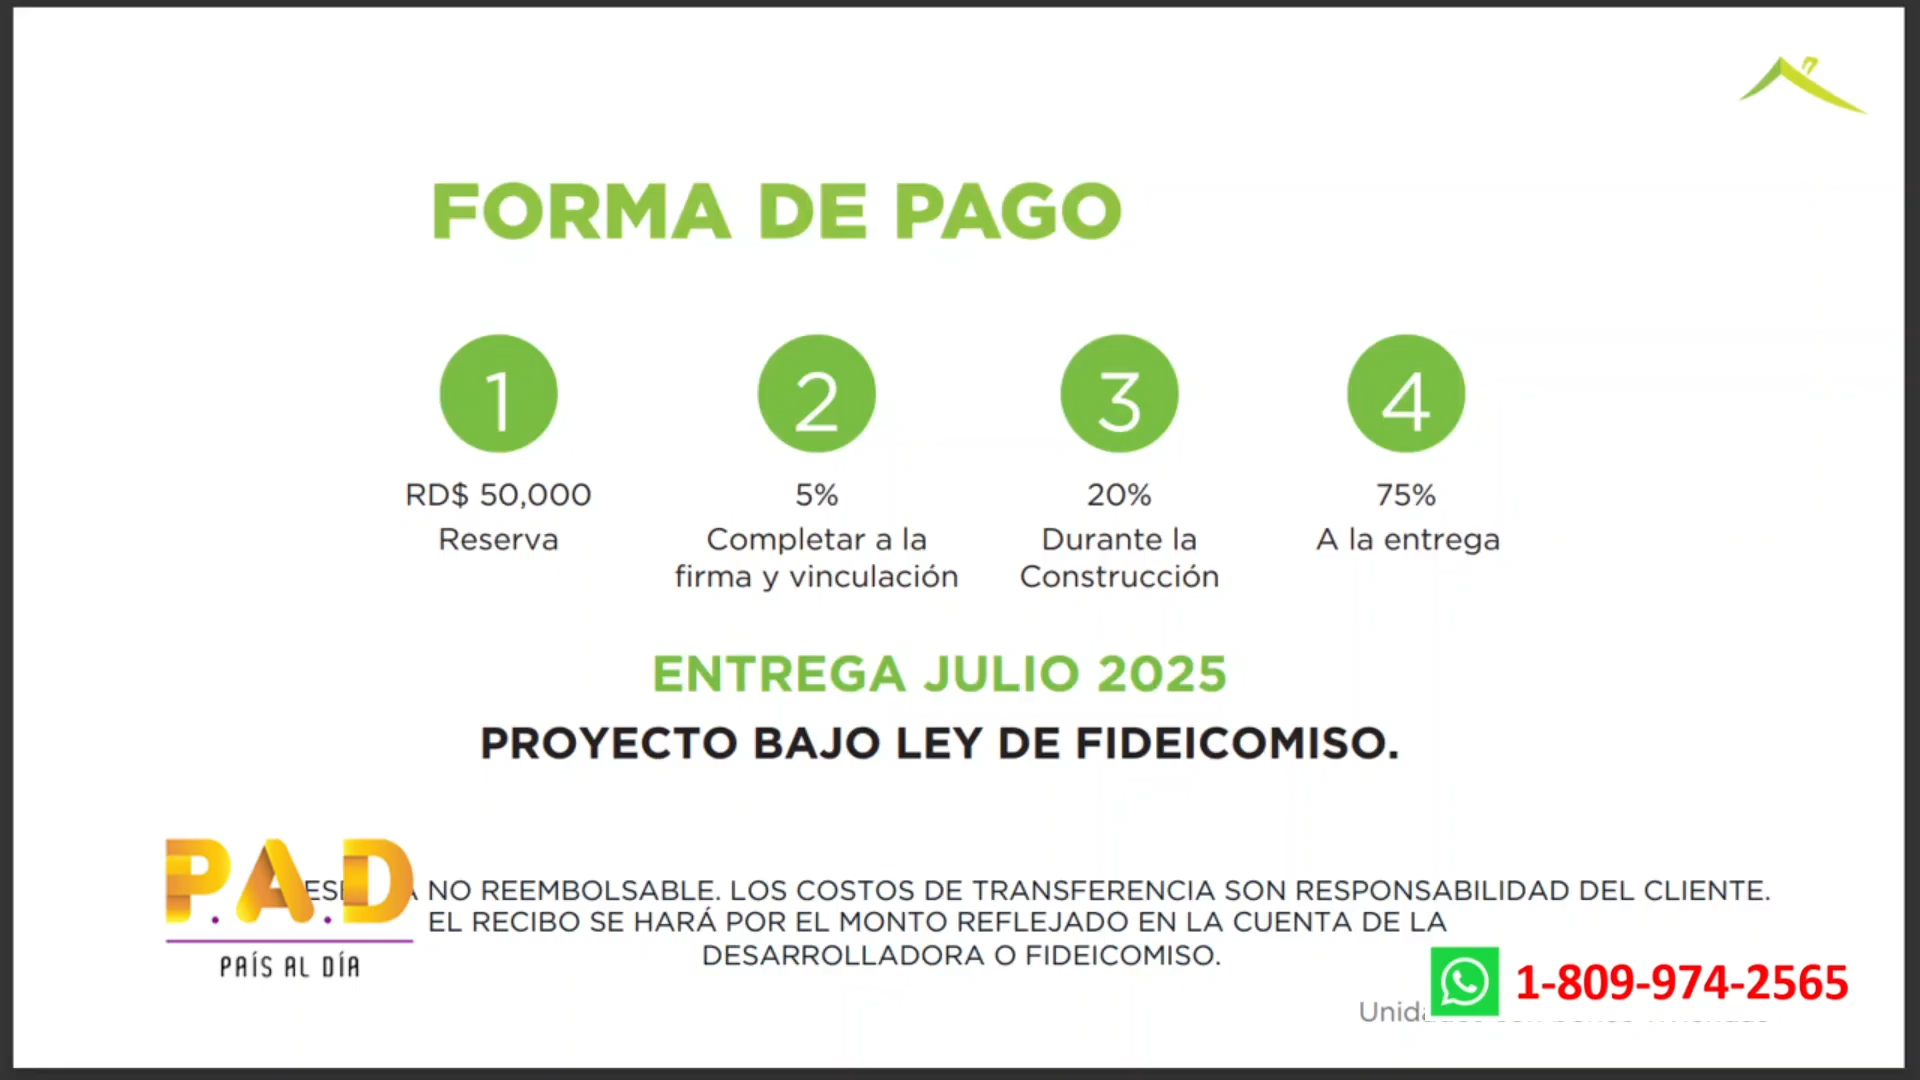 FORMA DE PAGO
1 2 3 4
RD$ 50,000 5% 20% 75%
Reserva Completar a la Durante la A la entrega
firma y vinculación Construcción
ENTREGA JULIO 2025
PROYECTO BAJO LEY DE FIDEICOMISO.
P.A.D
NO REEMBOLSABLE. LOS COSTOS DE TRANSFERENCIA SON RESPONSABILIDAD DEL CLIENTE.
EL RECIBO SE HARÁ POR EL MONTO REFLEJADO EN LA CUENTA DE LA
DESARROLLADORA O FIDEICOMISO.
PAÍS AL DÍA
1-809-974-2565